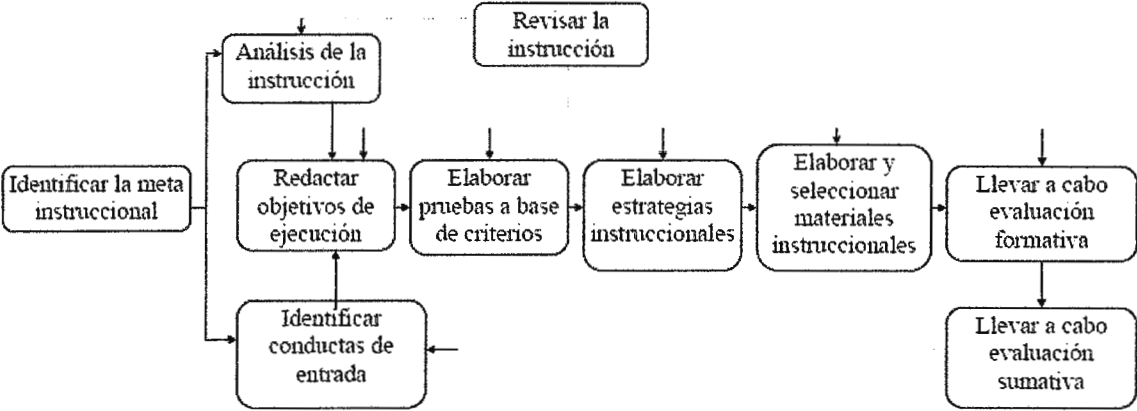 Revisar la
instrucción
Análisis de la
instrucción
Identificar la meta
instruccional
Redactar
objetivos de
ejecución
Elaborar
pruebas a base
de criterios
Elaborar
estrategias
instruccionales
Elaborar y
seleccionar
materiales
instruccionales
Llevar a cabo
evaluación
formativa
Identificar
conductas de
entrada
Llevar a cabo
evaluación
sumativa